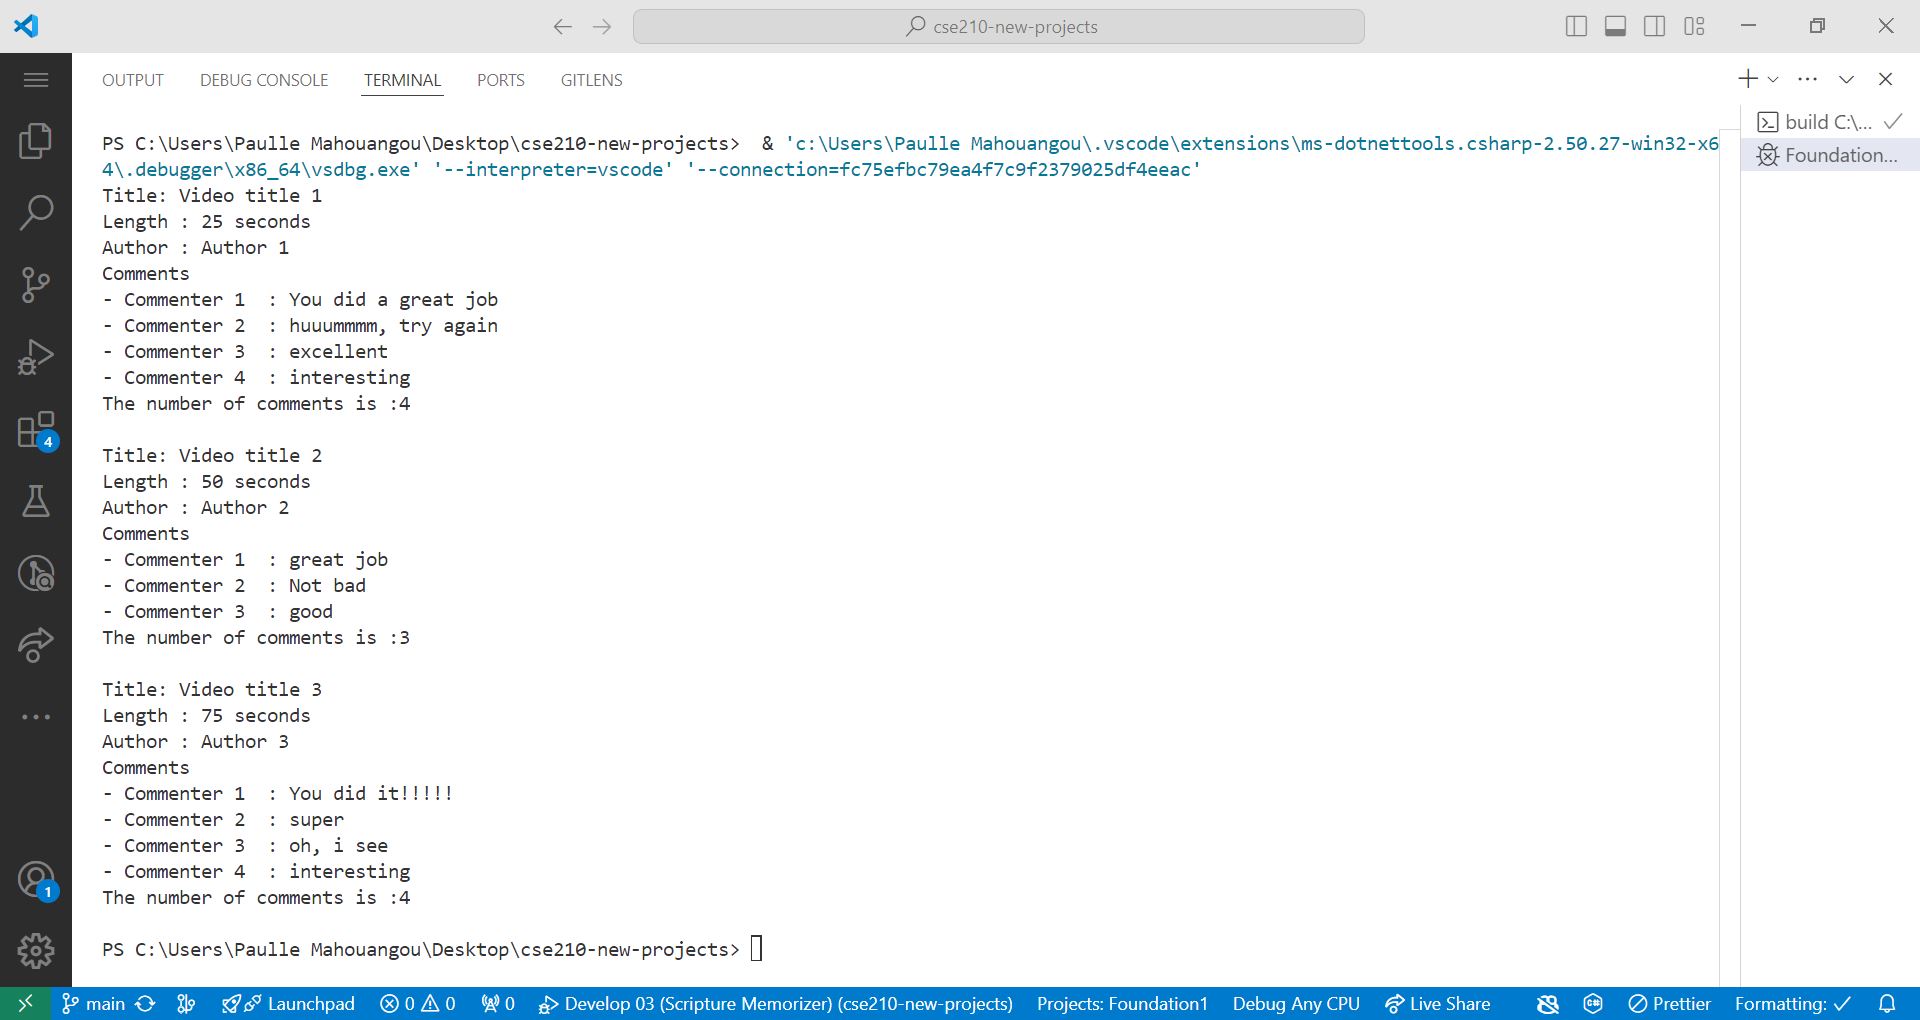 cse210-new-projects
OUTPUT DEBUG CONSOLE TERMINAL PORTS GITLENS
PS C:\Users\Paulle Mahouangou\Desktop\cse210-new-projects>  & 'c:\Users\Paulle Mahouangou\.vscode\extensions\ms-dotnettools.csharp-2.50.27-win32-x6
4\.debugger\x86_64\vsdbg.exe' '--interpreter=vscode' '--connection=fc75efbc79ea4f7c9f2379025df4eeac'
Title: Video title 1
Length : 25 seconds
Author : Author 1
Comments
- Commenter 1  : You did a great job
- Commenter 2  : huuummmm, try again
- Commenter 3  : excellent
- Commenter 4  : interesting
The number of comments is :4
Title: Video title 2
Length : 50 seconds
Author : Author 2
Comments
- Commenter 1  : great job
- Commenter 2  : Not bad
- Commenter 3  : good
The number of comments is :3
Title: Video title 3
Length : 75 seconds
Author : Author 3
Comments
- Commenter 1  : You did it!!!!!
- Commenter 2  : super
- Commenter 3  : oh, i see
- Commenter 4  : interesting
The number of comments is :4
PS C:\Users\Paulle Mahouangou\Desktop\cse210-new-projects>
build C:\...
Foundation...
4
1
main Launchpad 0 0 0 Develop 03 (Scripture Memorizer) (cse210-new-projects) Projects: Foundation1 Debug Any CPU Live Share C# Prettier Formatting: